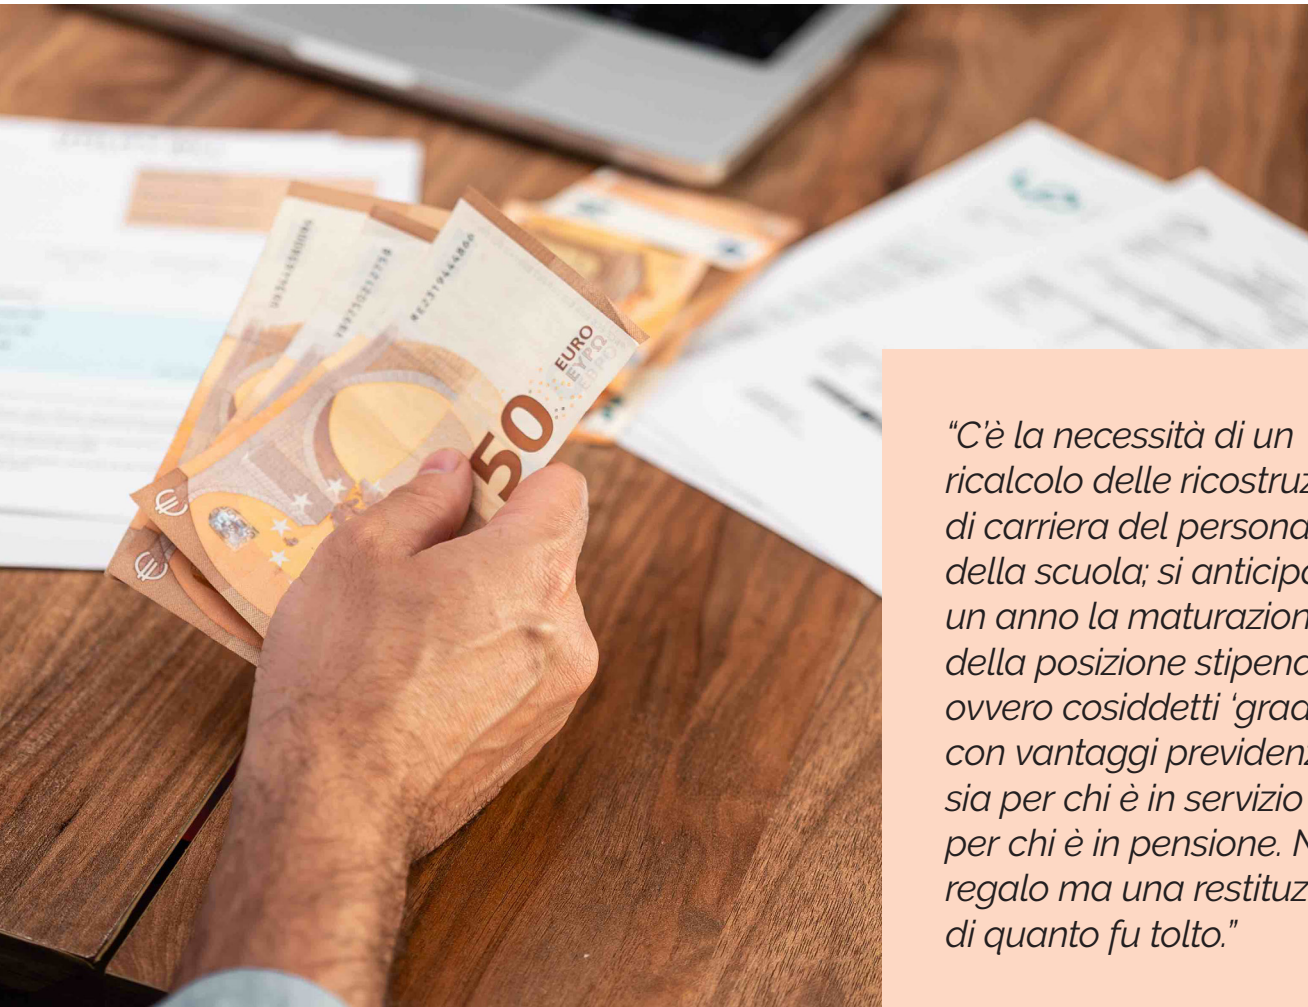 50
EURO
ΕΥΡΩ
“C’è la necessità di un
ricalcolo delle ricostruz
di carriera del persona
della scuola; si anticipa
un anno la maturazion
della posizione stipend
ovvero cosiddetti ‘grad
con vantaggi previdenz
sia per chi è in servizio
per chi è in pensione. N
regalo ma una restituz
di quanto fu tolto.”